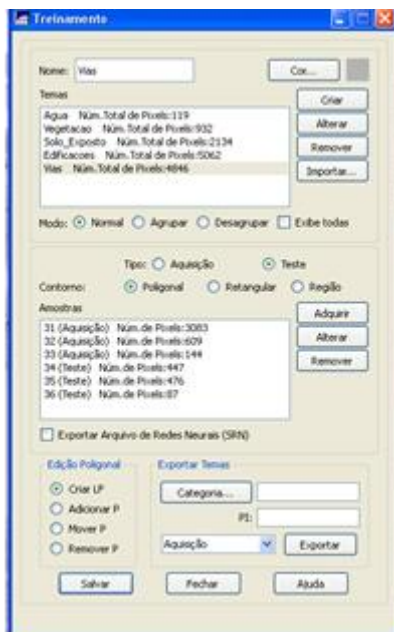 Treinamento
Nome: Vias Cor...
Temas
Agua Núm.Total de Pixels:119
Vegetacao Núm.Total de Pixels:932
Solo_Exposto Núm.Total de Pixels:2134
Edificacoes Núm.Total de Pixels:5062
Vias Núm.Total de Pixels:4846
Criar
Alterar
Remover
Importar...
Modo: Normal Agrupar Desagrupar Exibe todas
Tipo: Aquisição Teste
Contorno: Poligonal Retangular Região
Amostras
31 (Aquisição) Núm.de Pixels:3083
32 (Aquisição) Núm.de Pixels:609
33 (Aquisição) Núm.de Pixels:144
34 (Teste) Núm.de Pixels:447
35 (Teste) Núm.de Pixels:476
36 (Teste) Núm.de Pixels:87
Adquirir
Alterar
Remover
Exportar Arquivo de Redes Neurais (SRN)
Edição Poligonal
Criar LP
Adicionar P
Mover P
Remover P
Exportar Temas
Categoria...
PI:
Aquisição Exportar
Salvar Fechar Ajuda